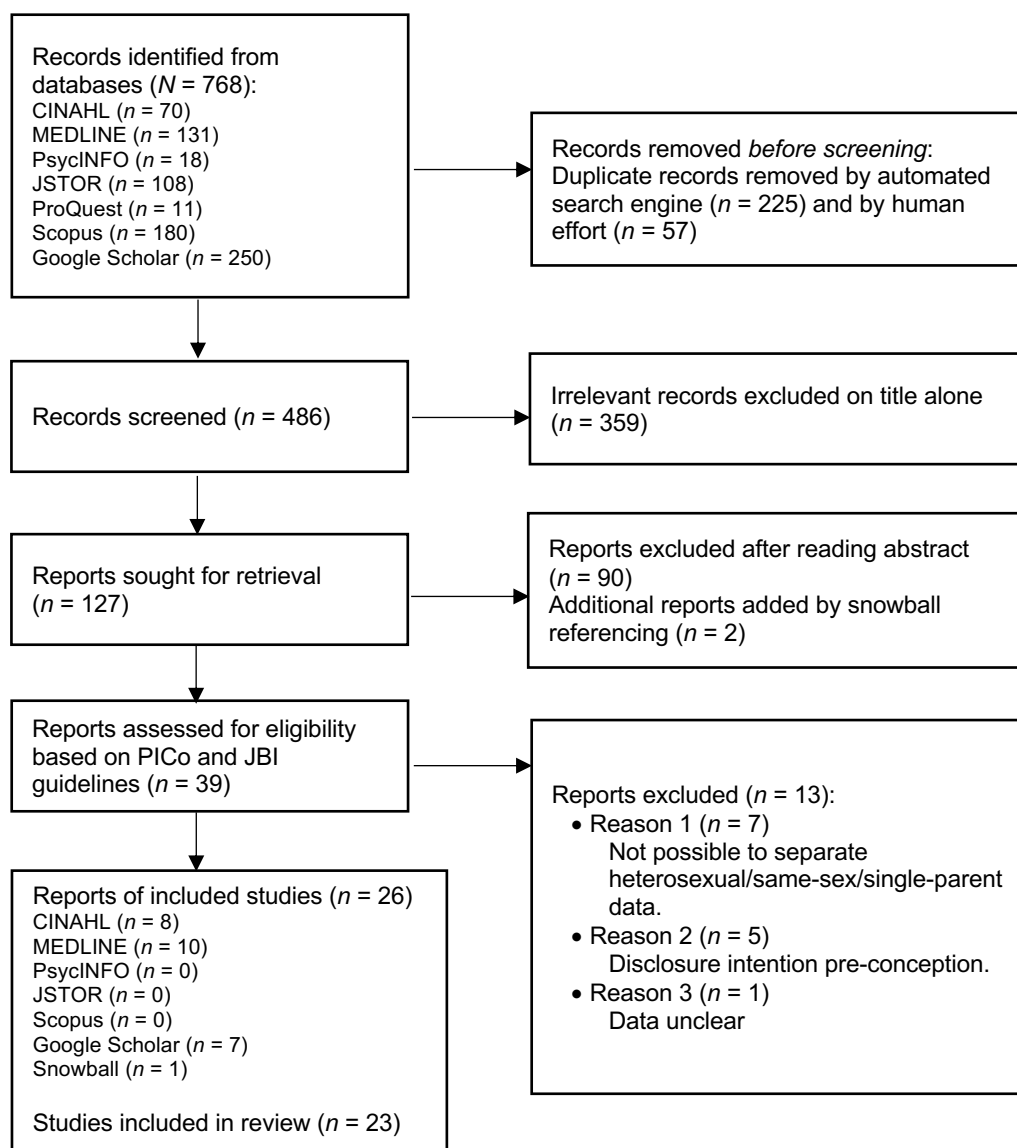 Records identified from
databases (N = 768):
CINAHL (n = 70)
MEDLINE (n = 131)
PsycINFO (n = 18)
JSTOR (n = 108)
ProQuest (n = 11)
Scopus (n = 180)
Google Scholar (n = 250)
Records removed before screening:
Duplicate records removed by automated
search engine (n = 225) and by human
effort (n = 57)
Records screened (n = 486)
Irrelevant records excluded on title alone
(n = 359)
Reports sought for retrieval
(n = 127)
Reports excluded after reading abstract
(n = 90)
Additional reports added by snowball
referencing (n = 2)
Reports assessed for eligibility
based on PICo and JBI
guidelines (n = 39)
Reports excluded (n = 13):
• Reason 1 (n = 7)
Not possible to separate
heterosexual/same-sex/single-parent
data.
• Reason 2 (n = 5)
Disclosure intention pre-conception.
• Reason 3 (n = 1)
Data unclear
Reports of included studies (n = 26)
CINAHL (n = 8)
MEDLINE (n = 10)
PsycINFO (n = 0)
JSTOR (n = 0)
Scopus (n = 0)
Google Scholar (n = 7)
Snowball (n = 1)
Studies included in review (n = 23)